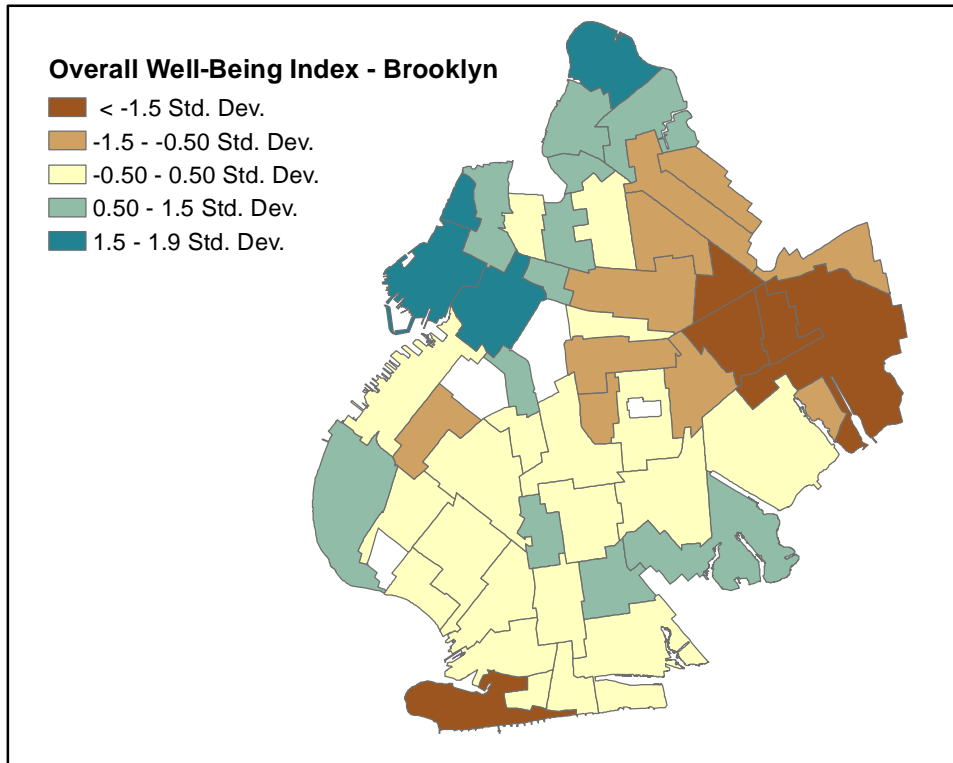 Overall Well-Being Index - Brooklyn
< -1.5 Std. Dev.
-1.5 - -0.50 Std. Dev.
-0.50 - 0.50 Std. Dev.
0.50 - 1.5 Std. Dev.
1.5 - 1.9 Std. Dev.